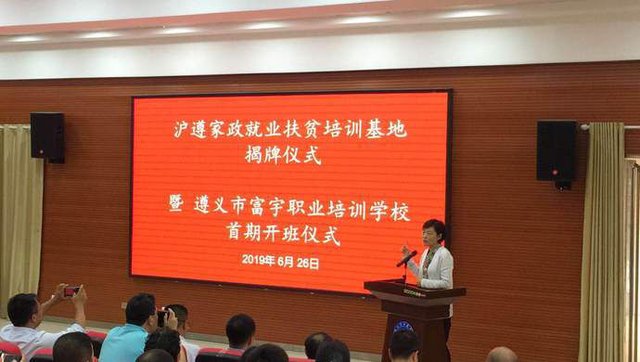 沪遵家政就业扶贫培训基地
揭牌仪式
暨 遵义市富宇职业培训学校
首期开班仪式
2019年 6月 26日